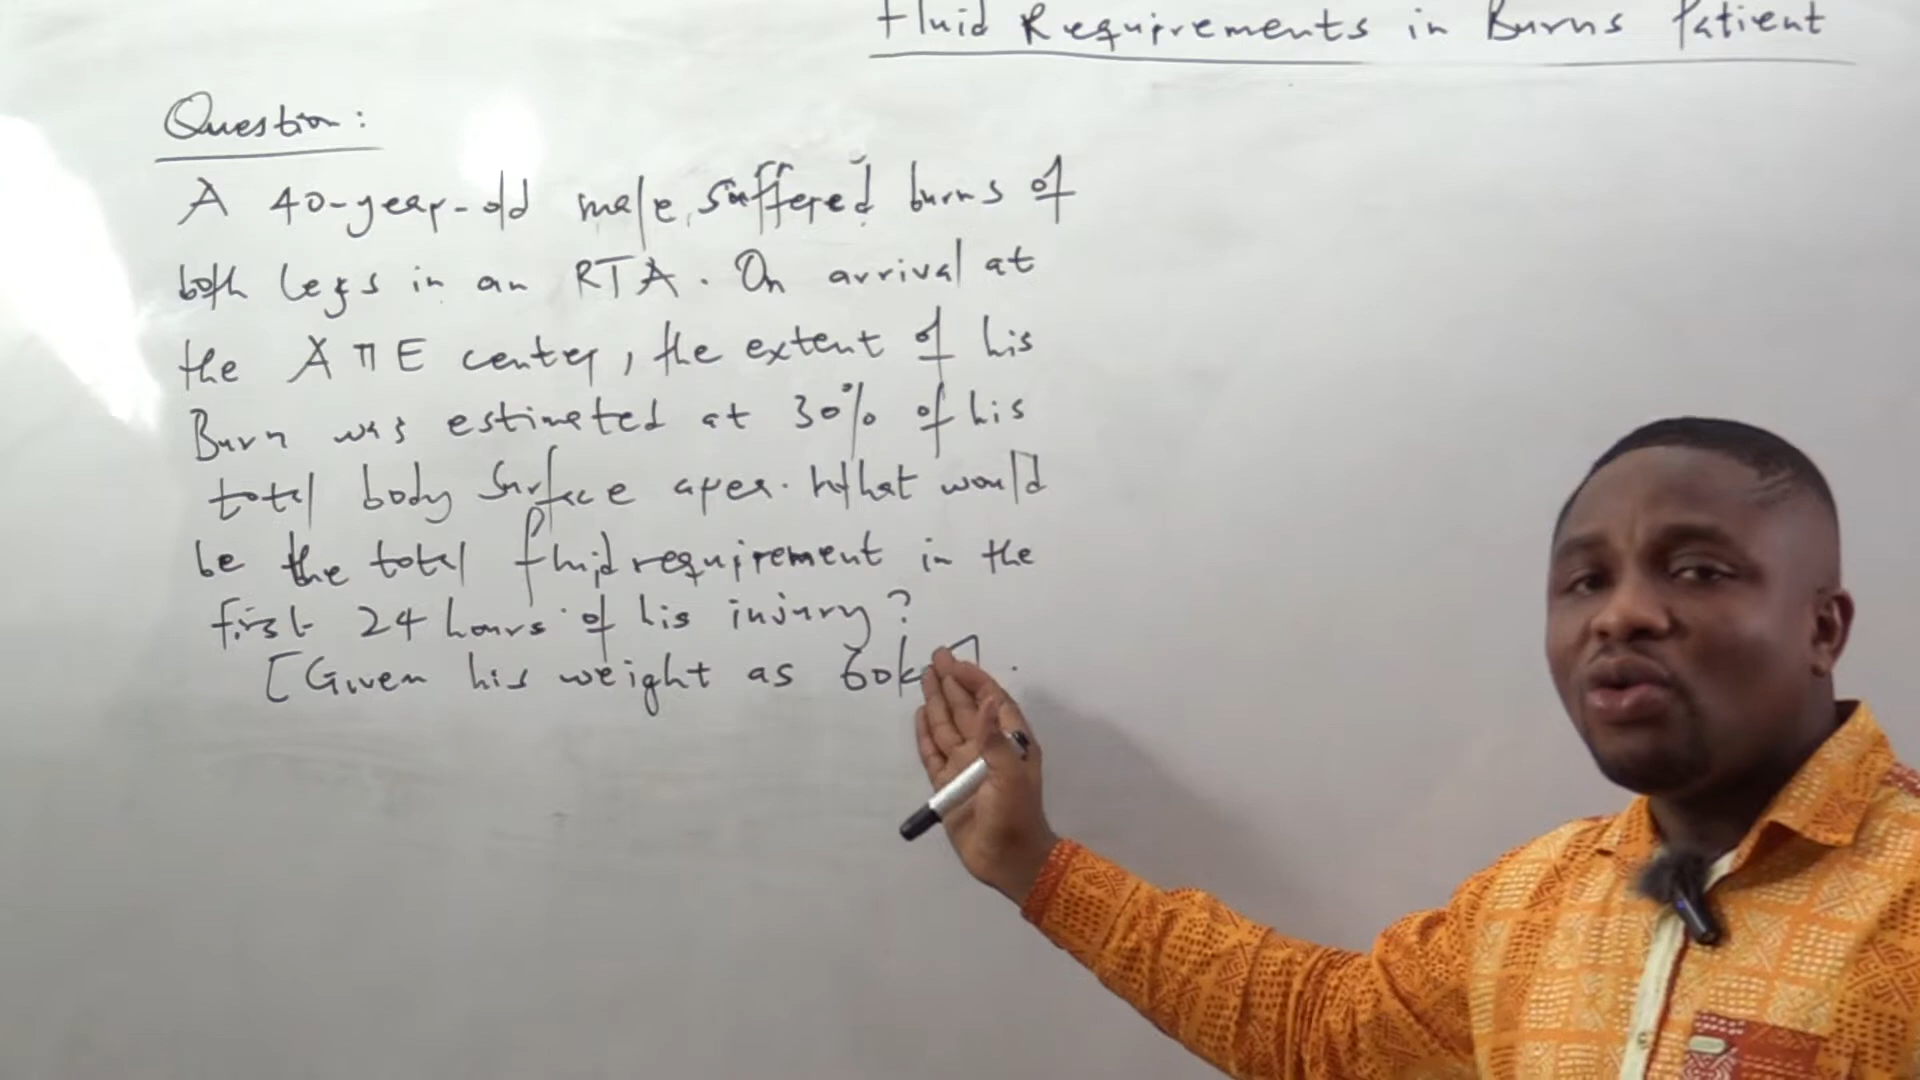 Fluid Requirements in Burns Patient
Question:
A 40-year-old male, suffered burns of
both legs in an RTA. On arrival at
the A & E center, the extent of his
Burn was estimated at 30% of his
total body Surface area. What would
be the total fluid requirement in the
first 24 hours of his injury?
[Given his weight as 60kg].